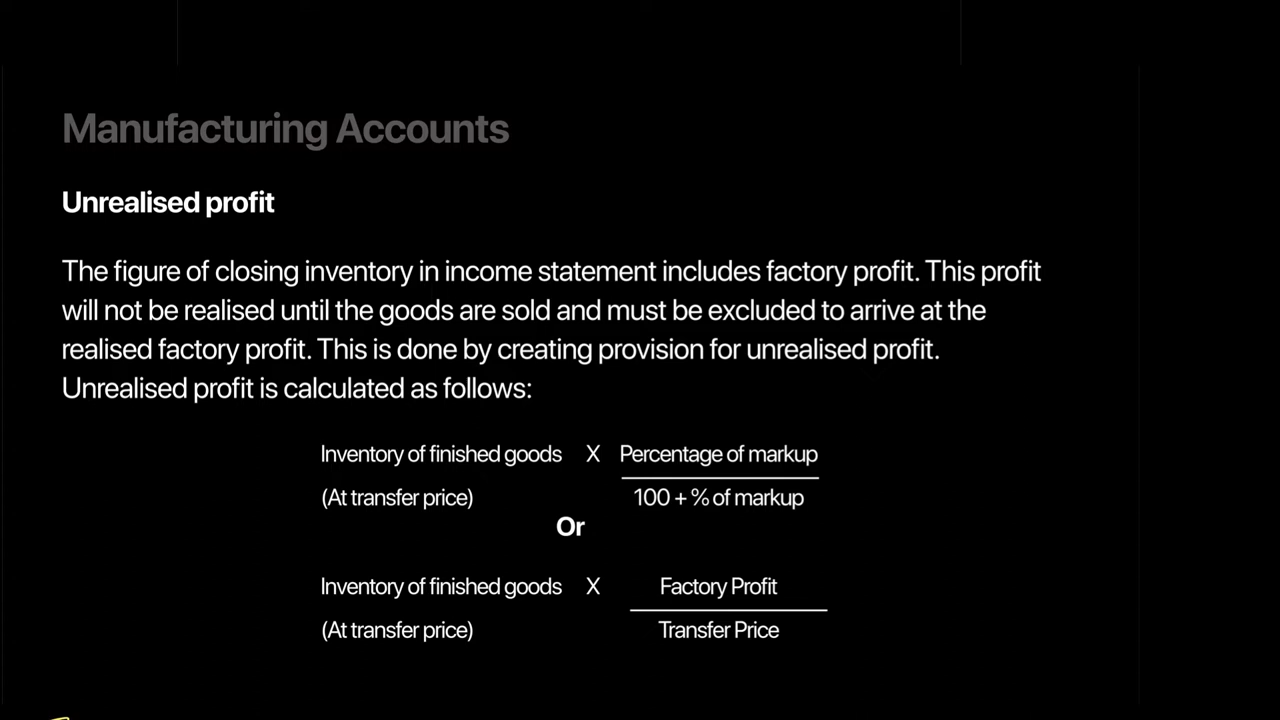 Manufacturing Accounts
Unrealised profit
The figure of closing inventory in income statement includes factory profit. This profit
will not be realised until the goods are sold and must be excluded to arrive at the
realised factory profit. This is done by creating provision for unrealised profit.
Unrealised profit is calculated as follows:
Inventory of finished goods X Percentage of markup
(At transfer price) 100 + % of markup
Or
Inventory of finished goods X Factory Profit
(At transfer price) Transfer Price